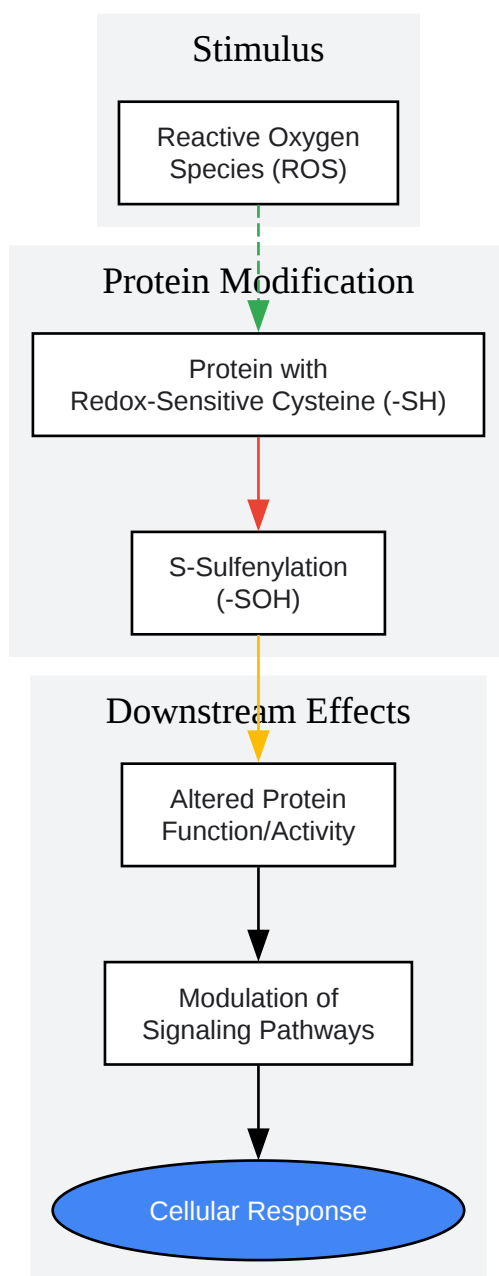 Stimulus
Reactive Oxygen
Species (ROS)
Protein Modification
Protein with
Redox-Sensitive Cysteine (-SH)
S-Sulfenylation
(-SOH)
Downstream Effects
Altered Protein
Function/Activity
Modulation of
Signaling Pathways
Cellular Response